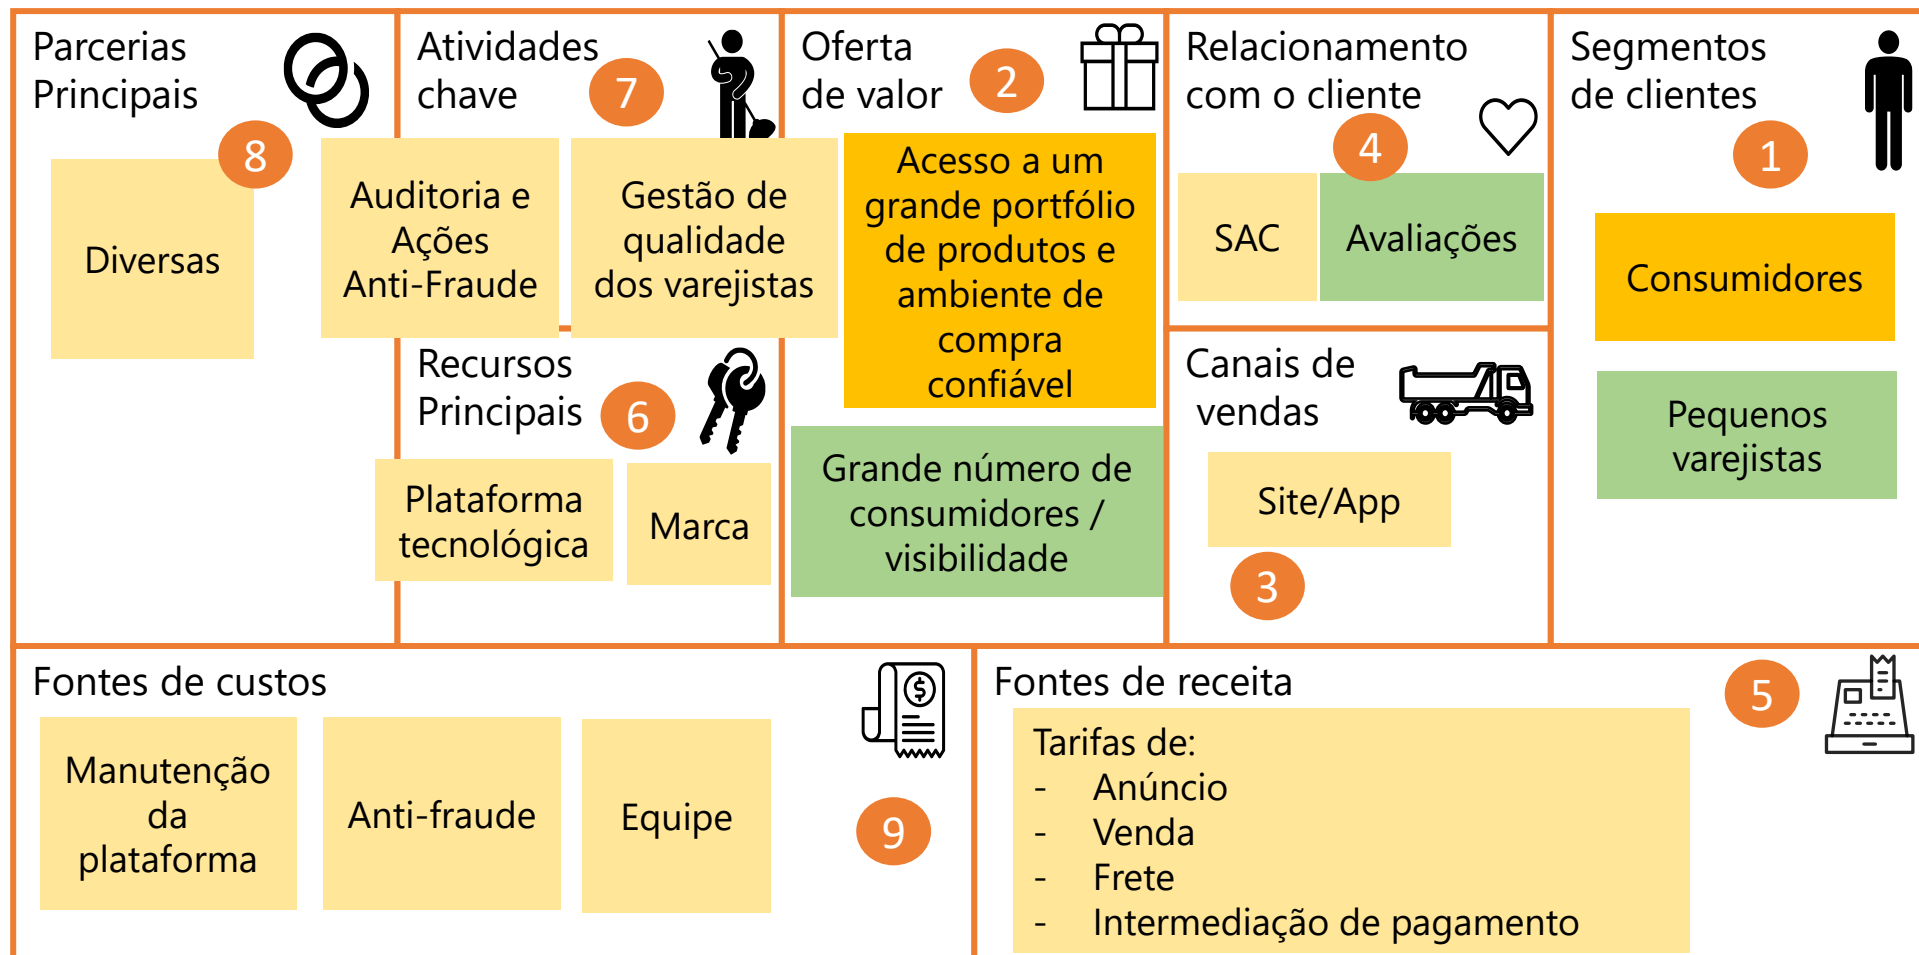 Parcerias
Principais
8
Diversas
Atividades
chave
7
Auditoria e
Ações
Anti-Fraude
Gestão de
qualidade
dos varejistas
Recursos
Principais
6
Plataforma
tecnológica
Marca
Oferta
de valor
2
Acesso a um
grande portfólio
de produtos e
ambiente de
compra
confiável
Grande número de
consumidores /
visibilidade
Relacionamento
com o cliente
4
SAC
Avaliações
Canais de
vendas
Site/App
3
Segmentos
de clientes
1
Consumidores
Pequenos
varejistas
Fontes de custos
$
Manutenção
da
plataforma
Anti-fraude
Equipe
9
Fontes de receita
5
Tarifas de:
- Anúncio
- Venda
- Frete
- Intermediação de pagamento